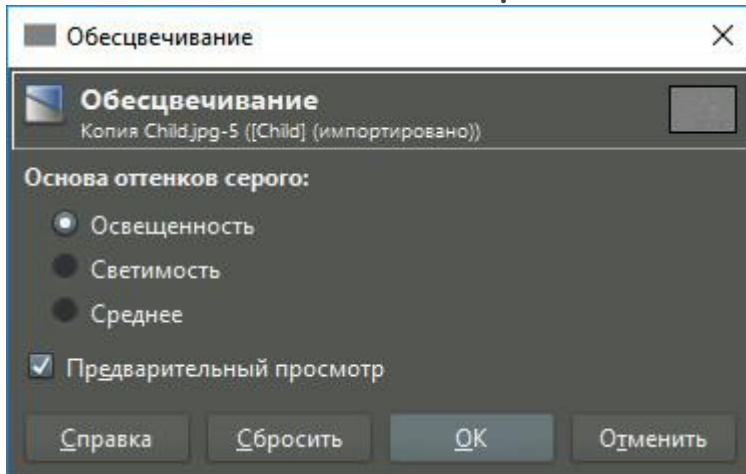 Обесцвечивание
Обесцвечивание
Копия Child.jpg-5 ([Child] (импортировано))
Основа оттенков серого:
Освещенность
Светимость
Среднее
Предварительный просмотр
Справка Сбросить ОК Отменить